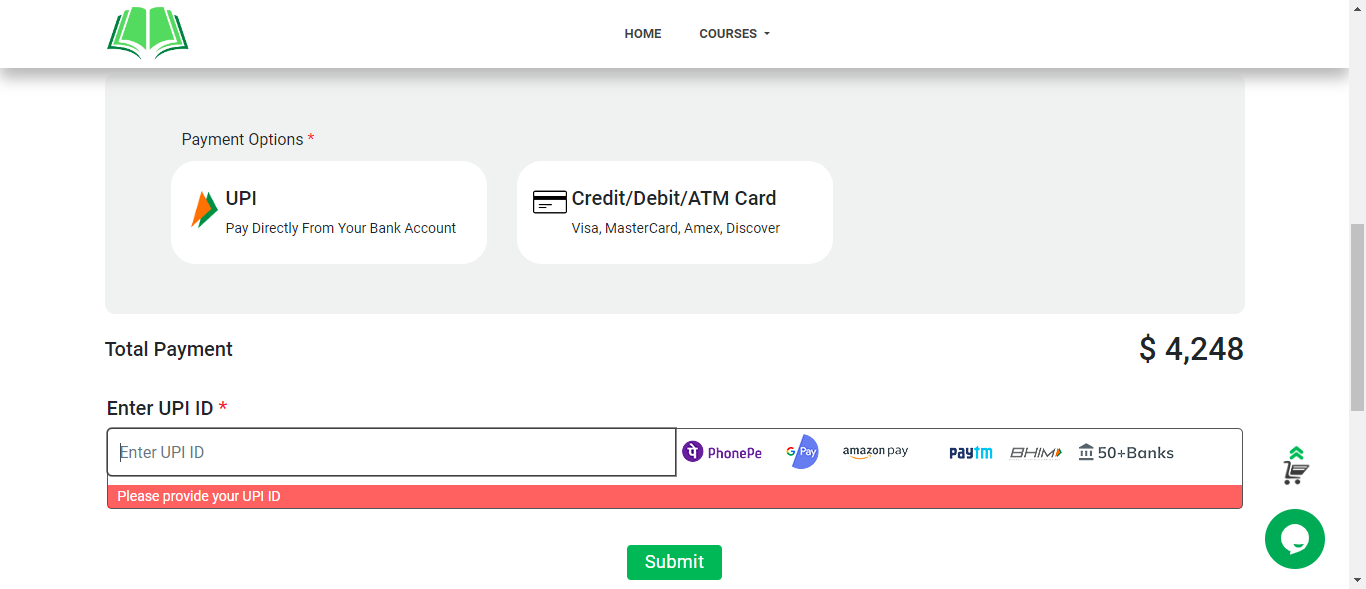 HOME COURSES
Payment Options *
UPI
Pay Directly From Your Bank Account
Credit/Debit/ATM Card
Visa, MasterCard, Amex, Discover
Total Payment $ 4,248
Enter UPI ID *
Enter UPI ID पे PhonePe G Pay amazon pay paytm BHIM 50+Banks
Please provide your UPI ID
Submit